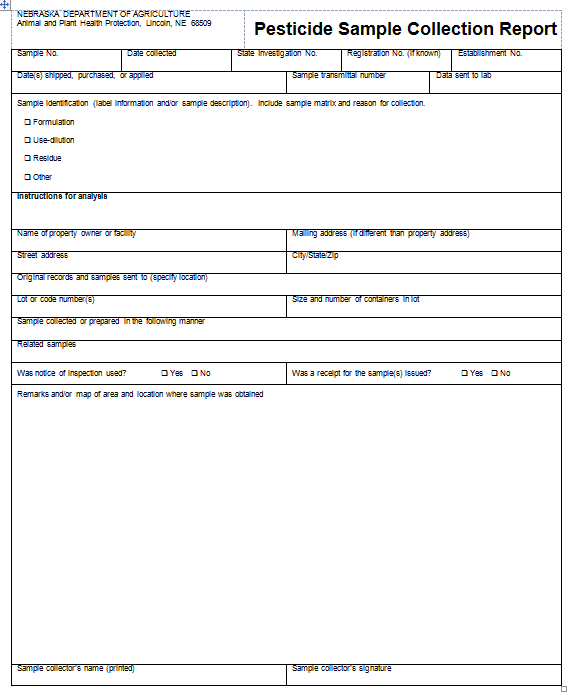 NEBRASKA DEPARTMENT OF AGRICULTURE
Animal and Plant Health Protection, Lincoln, NE 68509
Pesticide Sample Collection Report
Sample No.
Date collected
State Investigation No.
Registration No. (if known)
Establishment No.
Date(s) shipped, purchased, or applied
Sample transmittal number
Data sent to lab
Sample Identification (label information and/or sample description). Include sample matrix and reason for collection.
❑ Formulation
❑ Use-dilution
❑ Residue
❑ Other
Instructions for analysis
Name of property owner or facility
Mailing address (if different than property address)
Street address
City/State/Zip
Original records and samples sent to (specify location)
Lot or code number(s)
Size and number of containers in lot
Sample collected or prepared in the following manner
Related samples
Was notice of inspection used? ❑ Yes ❑ No
Was a receipt for the sample(s) issued? ❑ Yes ❑ No
Remarks and/or map of area and location where sample was obtained
Sample collector's name (printed)
Sample collector's signature